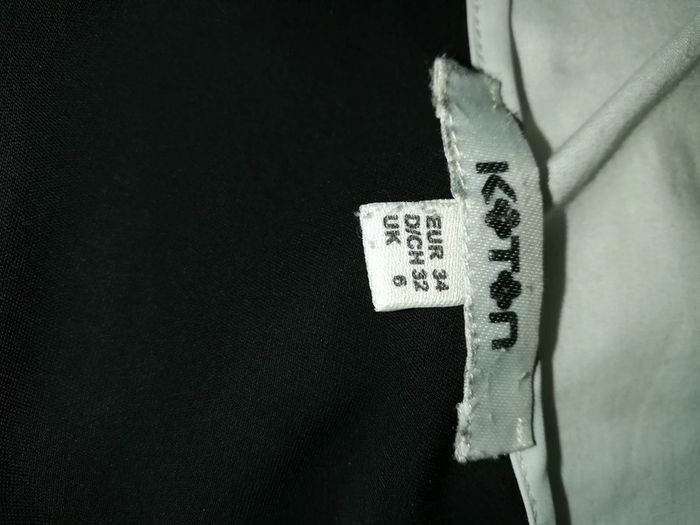 KOTON
EUR 34
D/CH 32
UK 6